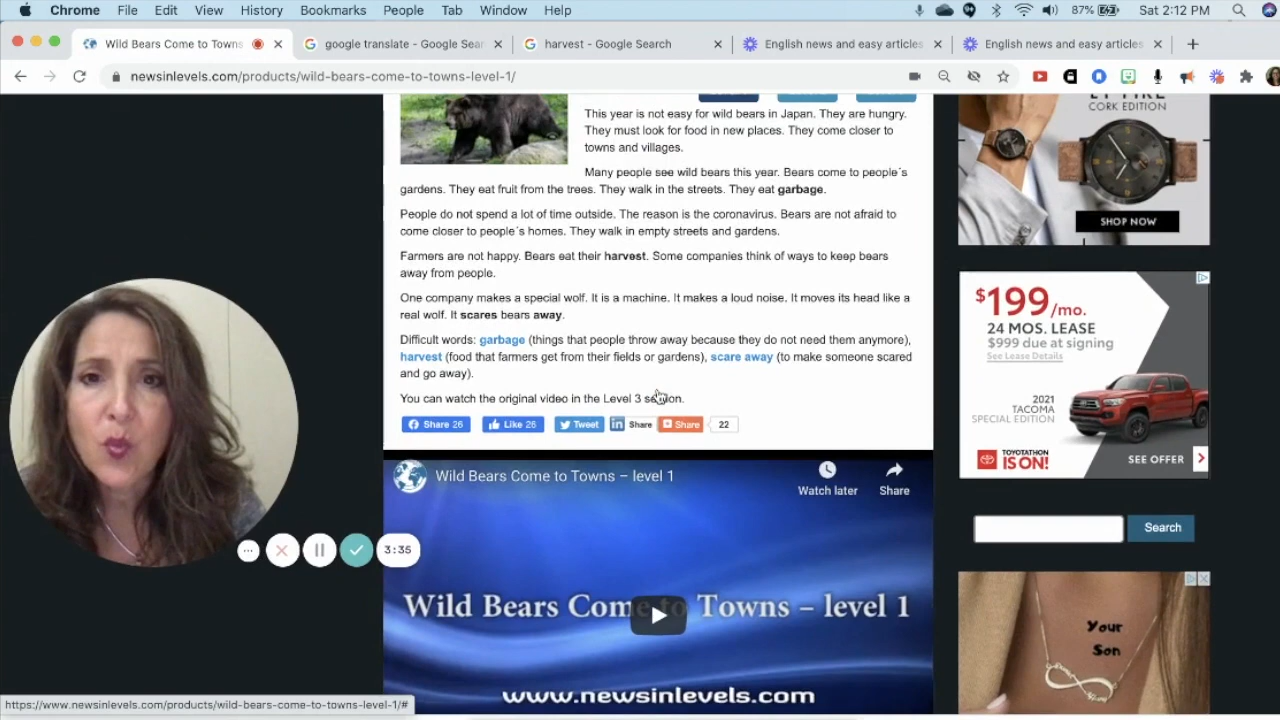 Chrome File Edit View History Bookmarks People Tab Window Help 87% Sat 2:12 PM
Wild Bears Come to Towns google translate - Google Sear harvest - Google Search English news and easy articles English news and easy articles
newsinlevels.com/products/wild-bears-come-to-towns-level-1/
This year is not easy for wild bears in Japan. They are hungry.
They must look for food in new places. They come closer to
towns and villages.
Many people see wild bears this year. Bears come to people´s
gardens. They eat fruit from the trees. They walk in the streets. They eat garbage.
People do not spend a lot of time outside. The reason is the coronavirus. Bears are not afraid to
come closer to people´s homes. They walk in empty streets and gardens.
Farmers are not happy. Bears eat their harvest. Some companies think of ways to keep bears
away from people.
One company makes a special wolf. It is a machine. It makes a loud noise. It moves its head like a
real wolf. It scares bears away.
Difficult words: garbage (things that people throw away because they do not need them anymore),
harvest (food that farmers get from their fields or gardens), scare away (to make someone scared
and go away).
You can watch the original video in the Level 3 section.
Share 26 Like 26 Tweet Share Share 22
Wild Bears Come to Towns – level 1
Watch later Share
Wild Bears Come to Towns – level 1
www.newsinlevels.com
CORK EDITION
SHOP NOW
$199/mo.
24 MOS. LEASE
$999 due at signing
See Lease Details
2021
TACOMA
SPECIAL EDITION
TOYOTATHON
IS ON!
SEE OFFER
Search
Your
Son
3:35
https://www.newsinlevels.com/products/wild-bears-come-to-towns-level-1/#